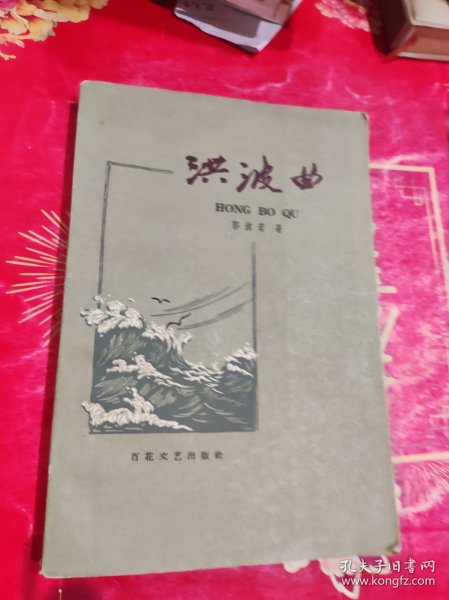 洪波曲
HONG BO QU
郭沫若 著
百花文艺出版社
孔夫子旧书网
www.kongfz.com